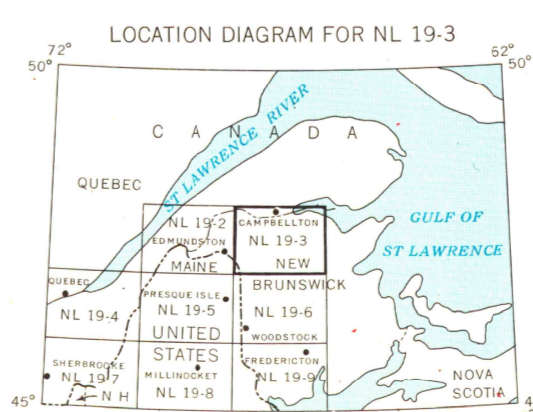 LOCATION DIAGRAM FOR NL 19-3
72°
62°
50°
50°
ST LAWRENCE RIVER
CANADA
QUEBEC
NL 19-2
CAMPBELLTON
GULF OF
EDMUNDSTON
NL 19-3
ST LAWRENCE
MAINE
NEW
QUEBEC
BRUNSWICK
PRESQUE ISLE
NL 19-4
NL 19-5
NL 19-6
UNITED
WOODSTOCK
STATES
SHERBROOKE
FREDERICTON
NL 19-7
MILLINOCKET
NL 19-9
NOVA
N H
NL 19-8
SCOTIA
45°